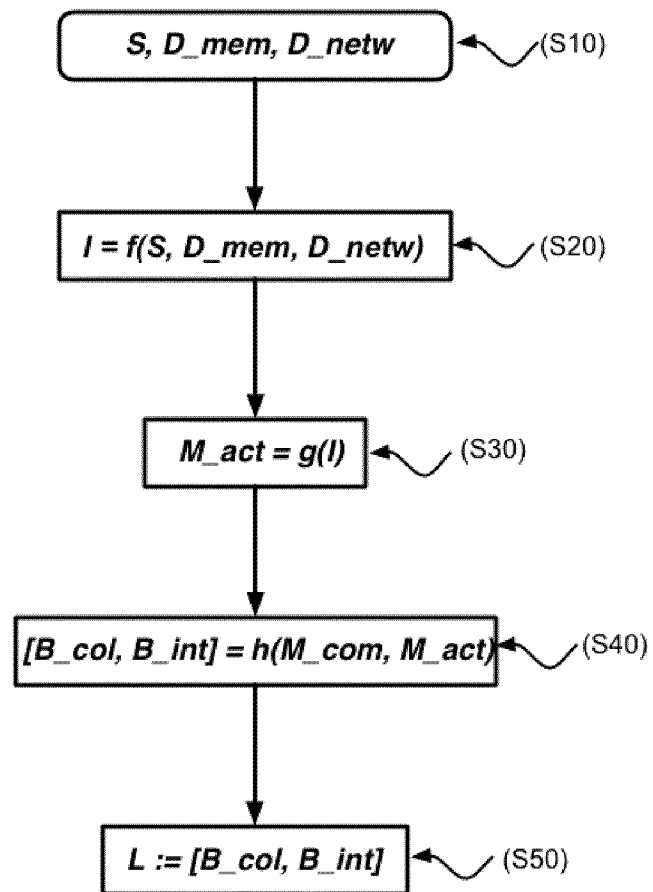 S, D_mem, D_netw
(S10)
I = f(S, D_mem, D_netw)
(S20)
M_act = g(I)
(S30)
[B_col, B_int] = h(M_com, M_act)
(S40)
L := [B_col, B_int]
(S50)